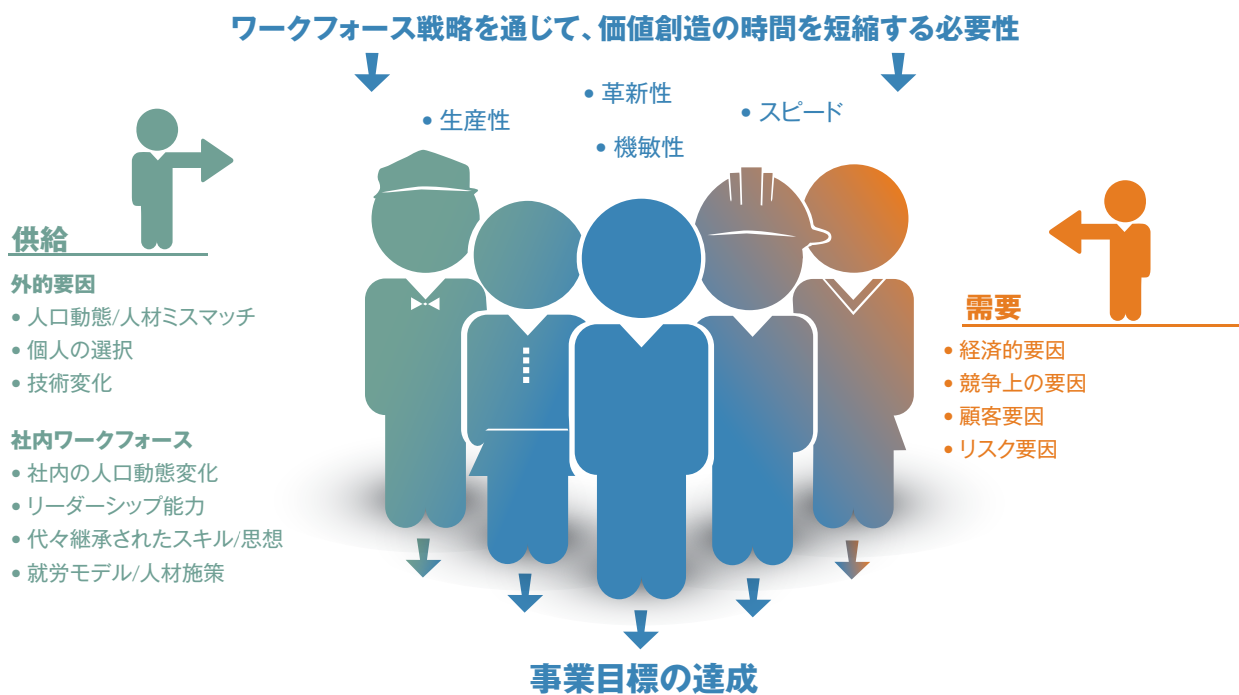 ワークフォース戦略を通じて、価値創造の時間を短縮する必要性
• 革新性
• 生産性
• スピード
• 機敏性
供給
外的要因
• 人口動態/人材ミスマッチ
• 個人の選択
• 技術変化
社内ワークフォース
• 社内の人口動態変化
• リーダーシップ能力
• 代々継承されたスキル/思想
• 就労モデル/人材施策
需要
• 経済的要因
• 競争上の要因
• 顧客要因
• リスク要因
事業目標の達成